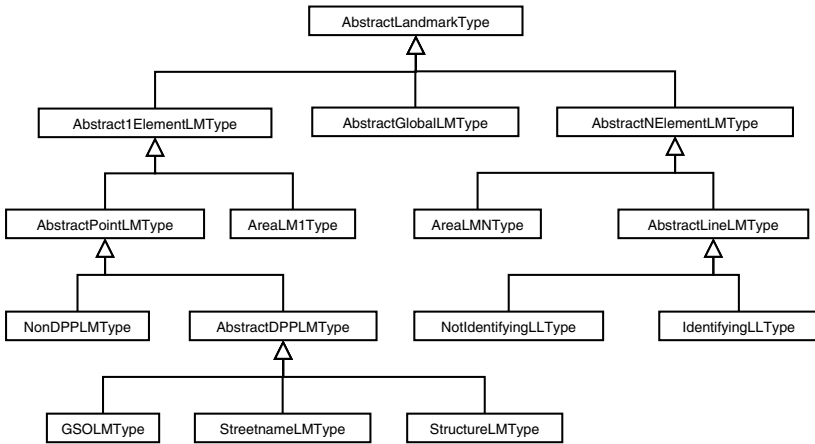 AbstractLandmarkType
Abstract1ElementLMType
AbstractGlobalLMType
AbstractNElementLMType
AbstractPointLMType
AreaLM1Type
AreaLMNType
AbstractLineLMType
NonDPPLMType
AbstractDPPLMType
NotIdentifyingLLType
IdentifyingLLType
GSOLMType
StreetnameLMType
StructureLMType